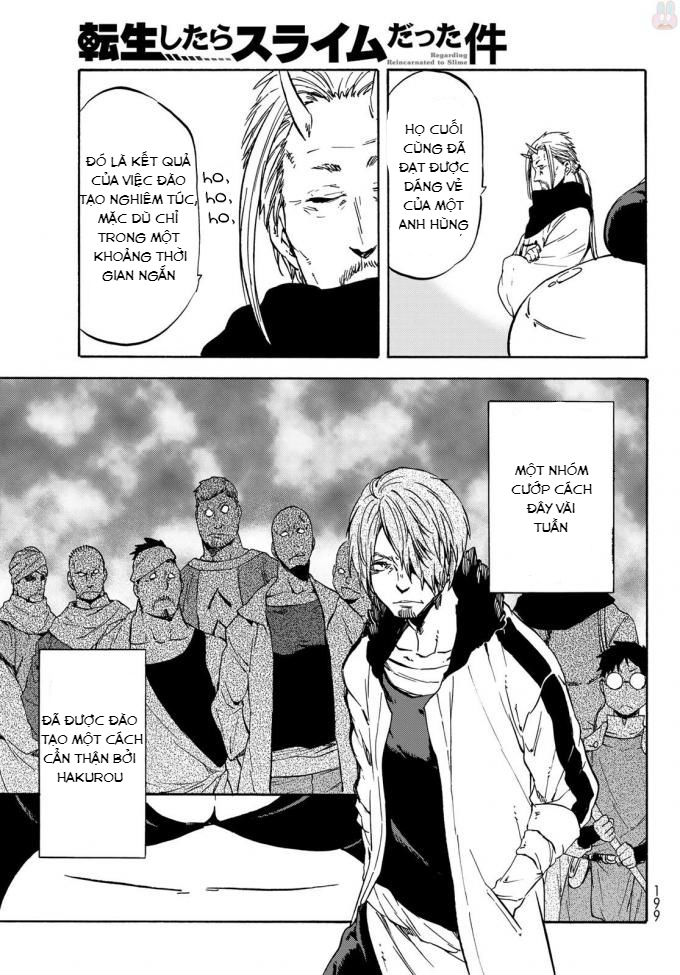 転生したらスライムだった件
Regarding
Reincarnated to Slime
HỌ CUỐI
CÙNG ĐÃ
ĐẠT ĐƯỢC
DÁNG VẺ
CỦA MỘT
ANH HÙNG
ĐÓ LÀ KẾT QUẢ
CỦA VIỆC ĐÀO
TẠO NGHIÊM TÚC,
MẶC DÙ CHỈ
TRONG MỘT
KHOẢNG THỜI
GIAN NGẮN
HO,
HO,
HO,
MỘT NHÓM
CƯỚP CÁCH
ĐÂY VÀI
TUẦN
ĐÃ ĐƯỢC ĐÀO
TẠO MỘT CÁCH
CẨN THÂN BỞI
HAKUROU
199